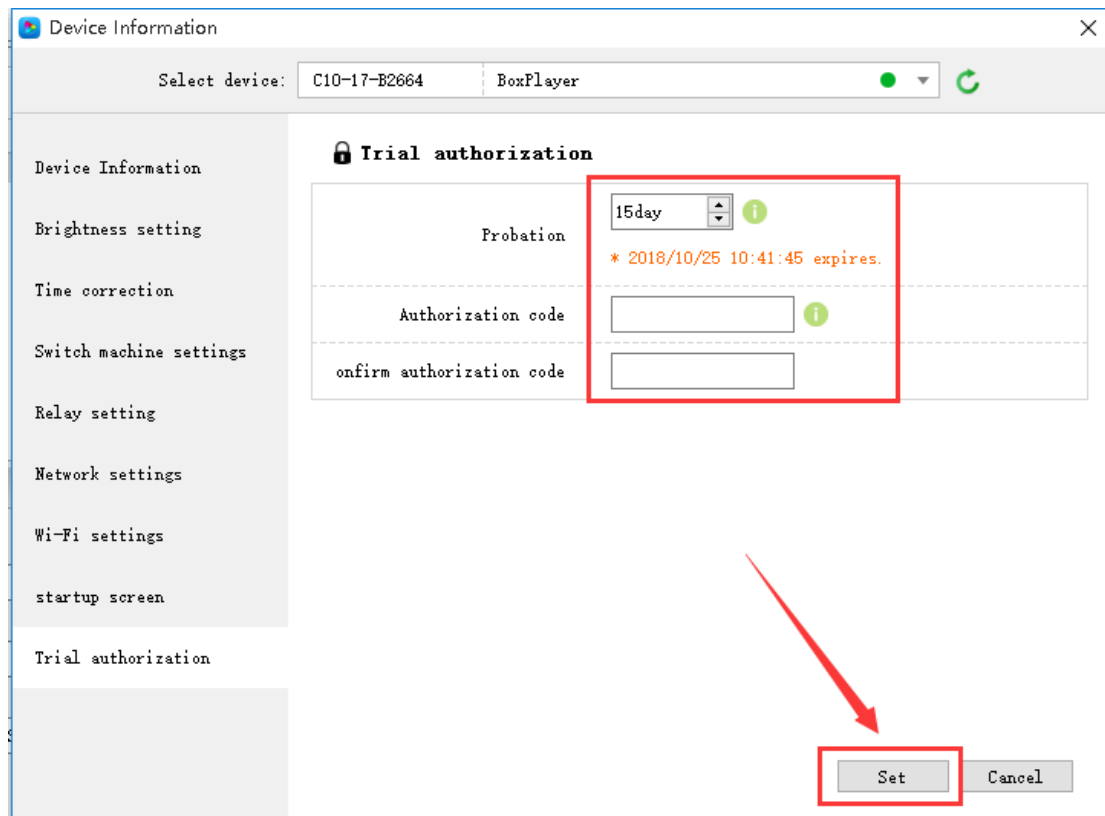 Device Information
Select device: C10-17-B2664 BoxPlayer
Device Information
Brightness setting
Time correction
Switch machine settings
Relay setting
Network settings
Wi-Fi settings
startup screen
Trial authorization
Trial authorization
Probation 15day
* 2018/10/25 10:41:45 expires.
Authorization code
onfirm authorization code
Set Cancel